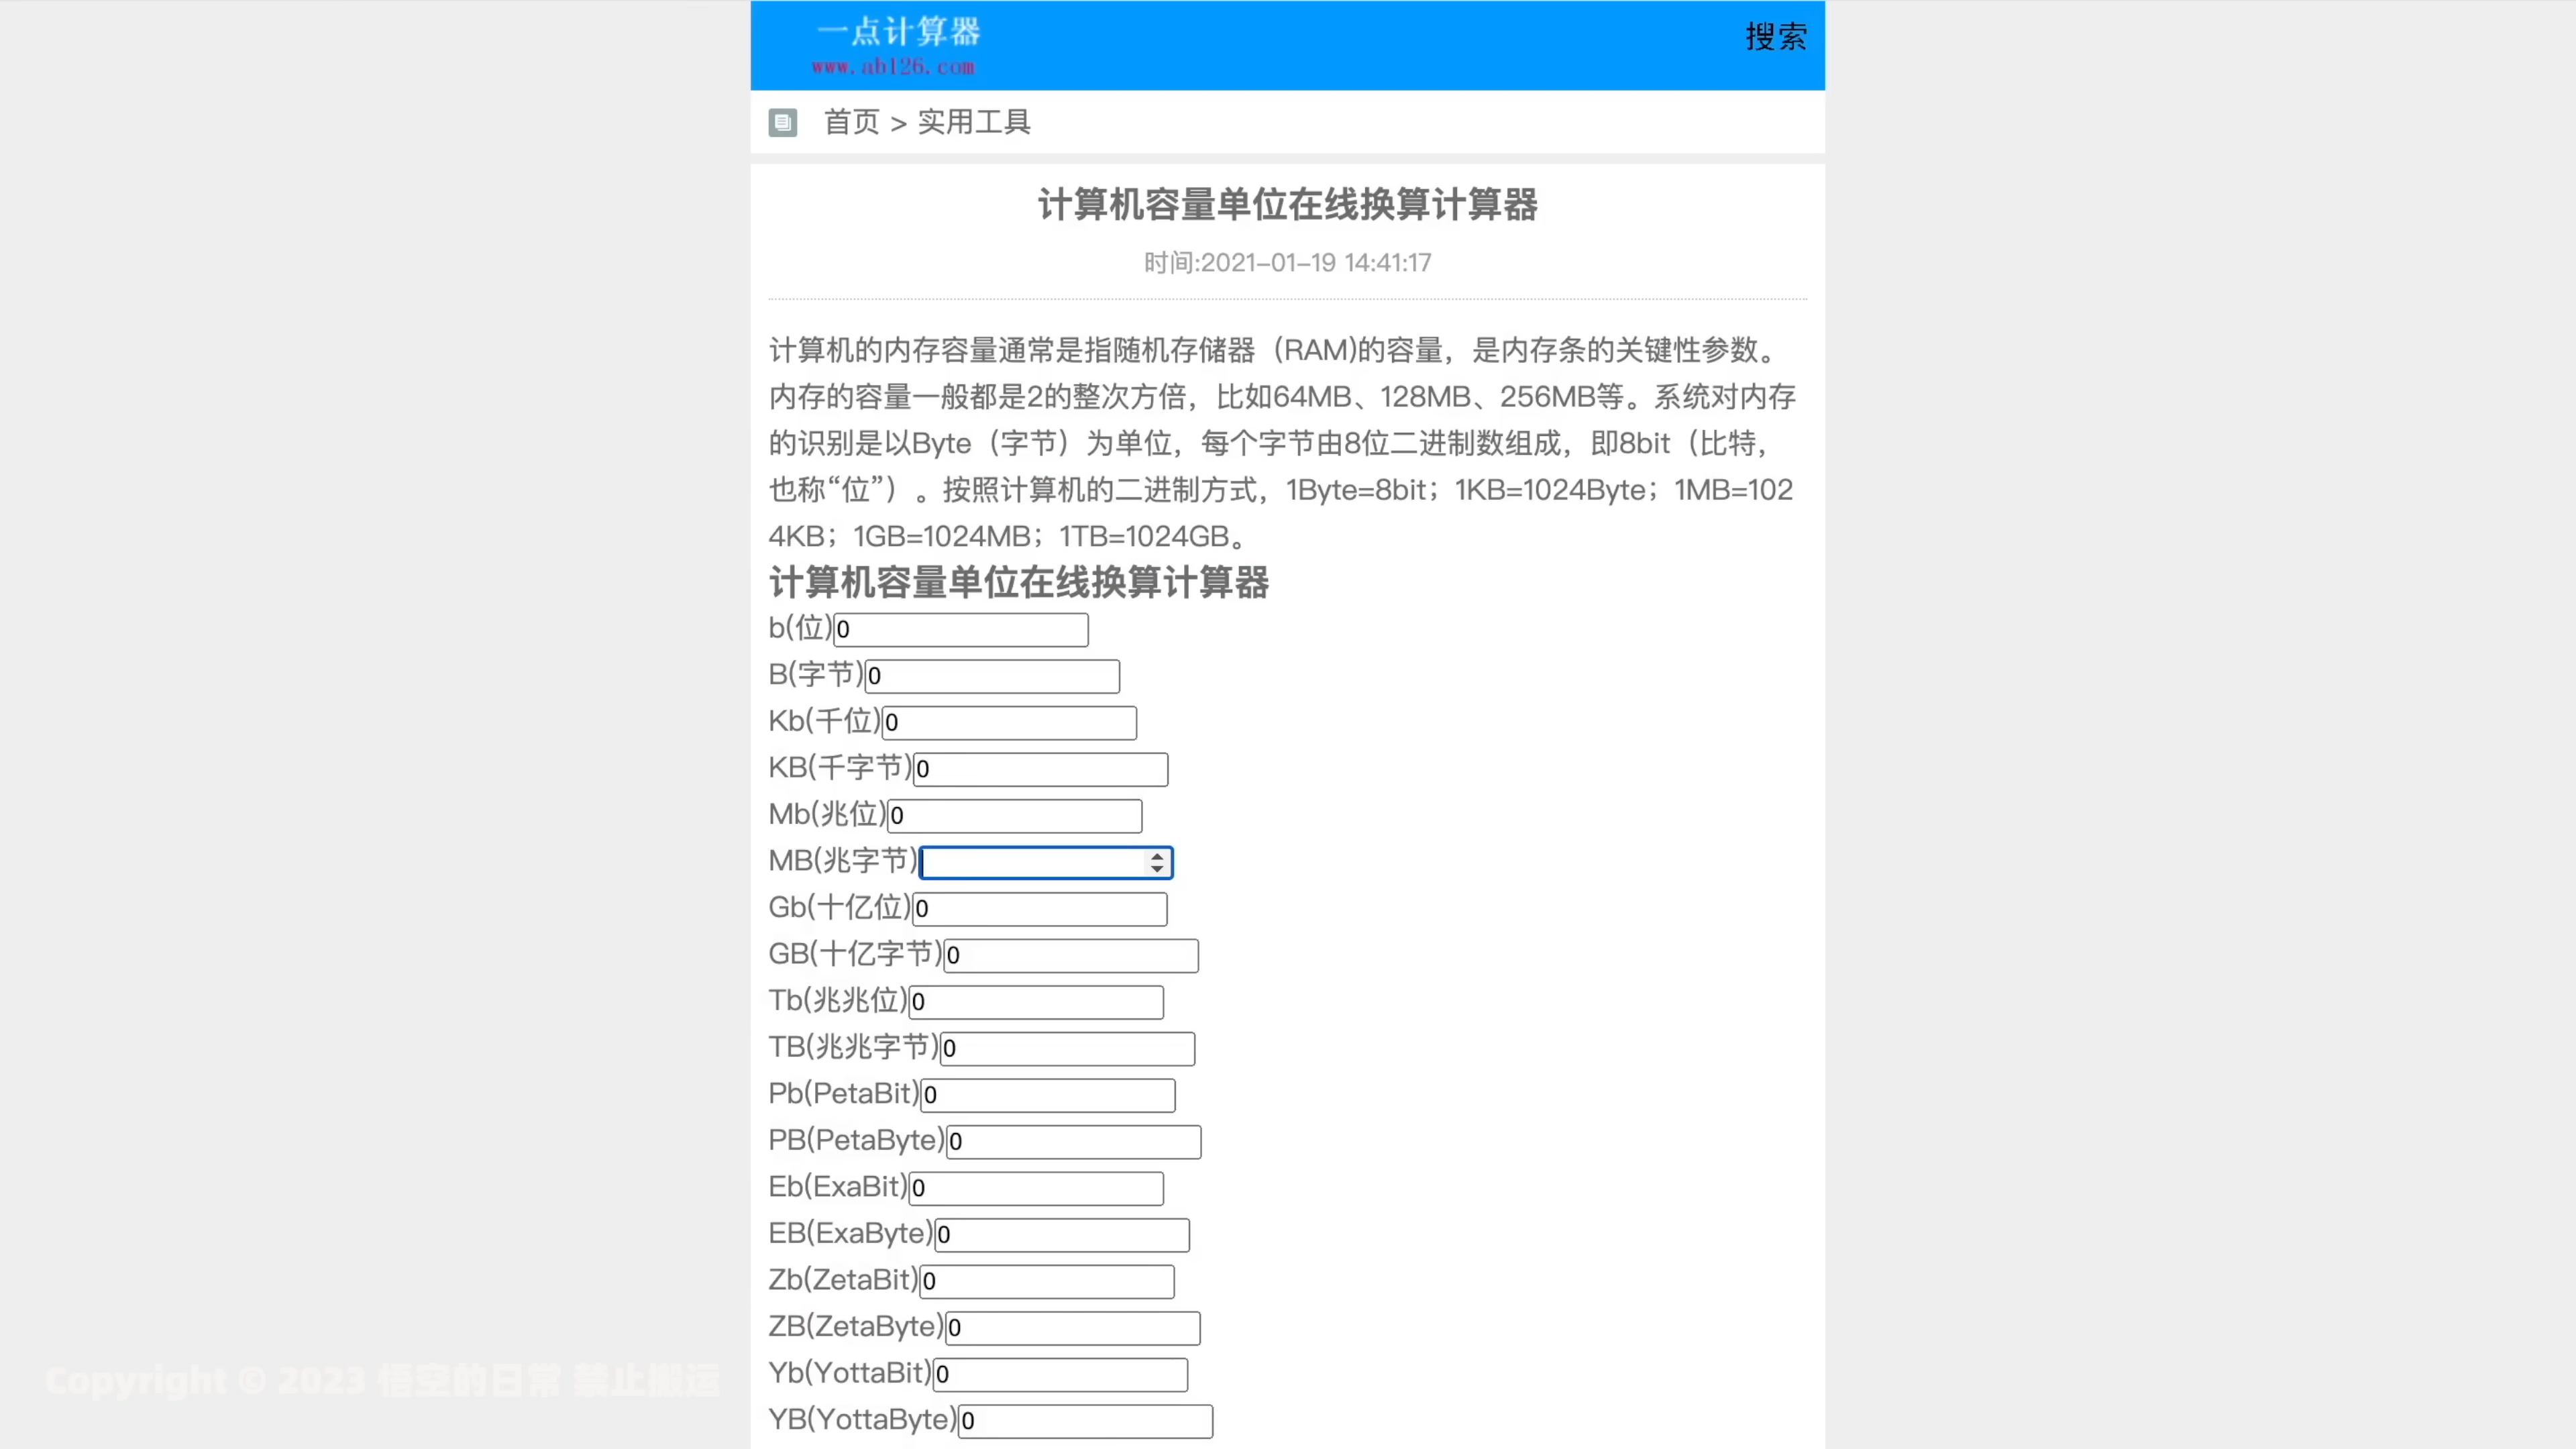 一点计算器
www.ab126.com
搜索
首页 > 实用工具
计算机容量单位在线换算计算器
时间:2021-01-19 14:41:17
计算机的内存容量通常是指随机存储器（RAM)的容量，是内存条的关键性参数。
内存的容量一般都是2的整次方倍，比如64MB、128MB、256MB等。系统对内存
的识别是以Byte（字节）为单位，每个字节由8位二进制数组成，即8bit（比特，
也称“位”）。按照计算机的二进制方式，1Byte=8bit；1KB=1024Byte；1MB=102
4KB；1GB=1024MB；1TB=1024GB。
计算机容量单位在线换算计算器
b(位)0
B(字节)0
Kb(千位)0
KB(千字节)0
Mb(兆位)0
MB(兆字节)
Gb(十亿位)0
GB(十亿字节)0
Tb(兆兆位)0
TB(兆兆字节)0
Pb(PetaBit)0
PB(PetaByte)0
Eb(ExaBit)0
EB(ExaByte)0
Zb(ZetaBit)0
ZB(ZetaByte)0
Yb(YottaBit)0
YB(YottaByte)0
Copyright © 2023 悟空的日常 禁止搬运